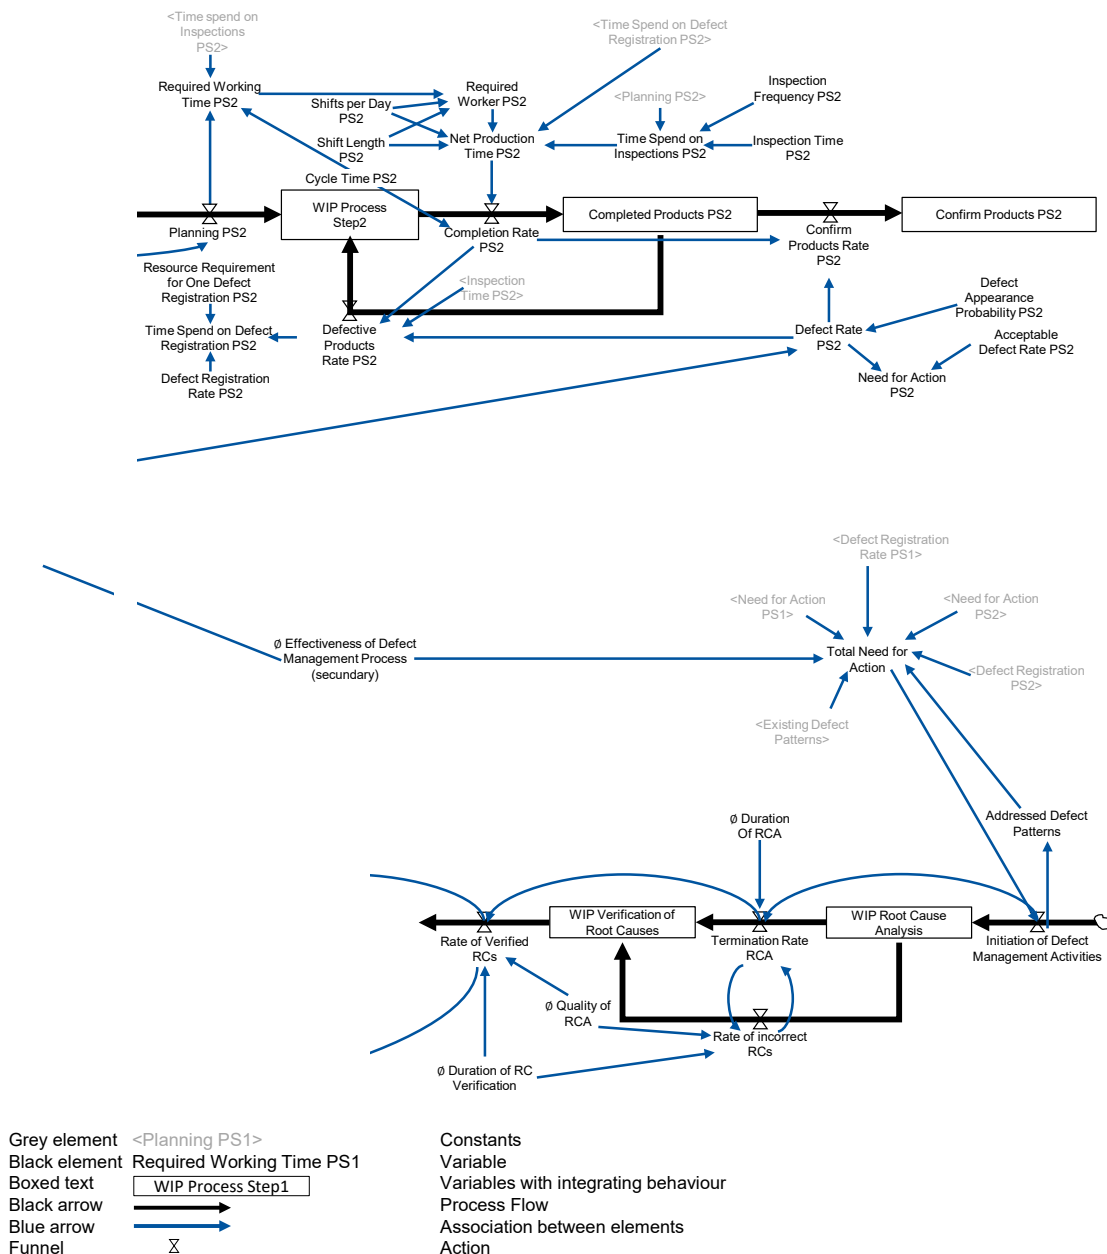 <Time spend on
Inspections
PS2>
<Time Spend on Defect
Registration PS2>
Required Working
Time PS2
Shifts per Day
PS2
Required
Worker PS2
<Planning PS2>
Inspection
Frequency PS2
Shift Length
PS2
Net Production
Time PS2
Time Spend on
Inspections PS2
Inspection Time
PS2
Cycle Time PS2
WIP Process
Step2
Completed Products PS2
Confirm Products PS2
Planning PS2
Completion Rate
PS2
Confirm
Products Rate
PS2
Resource Requirement
for One Defect
Registration PS2
<Inspection
Time PS2>
Defect
Appearance
Probability PS2
Time Spend on Defect
Registration PS2
Defective
Products
Rate PS2
Defect Rate
PS2
Acceptable
Defect Rate PS2
Defect Registration
Rate PS2
Need for Action
PS2
<Defect Registration
Rate PS1>
<Need for Action
PS1>
<Need for Action
PS2>
Ø Effectiveness of Defect
Management Process
(secundary)
Total Need for
Action
<Defect Registration
PS2>
<Existing Defect
Patterns>
Ø Duration
Of RCA
Addressed Defect
Patterns
WIP Verification of
Root Causes
WIP Root Cause
Analysis
Rate of Verified
RCs
Termination Rate
RCA
Initiation of Defect
Management Activities
Ø Quality of
RCA
Rate of incorrect
RCs
Ø Duration of RC
Verification
Grey element <Planning PS1> Constants
Black element Required Working Time PS1 Variable
Boxed text WIP Process Step1 Variables with integrating behaviour
Black arrow Process Flow
Blue arrow Association between elements
Funnel Action